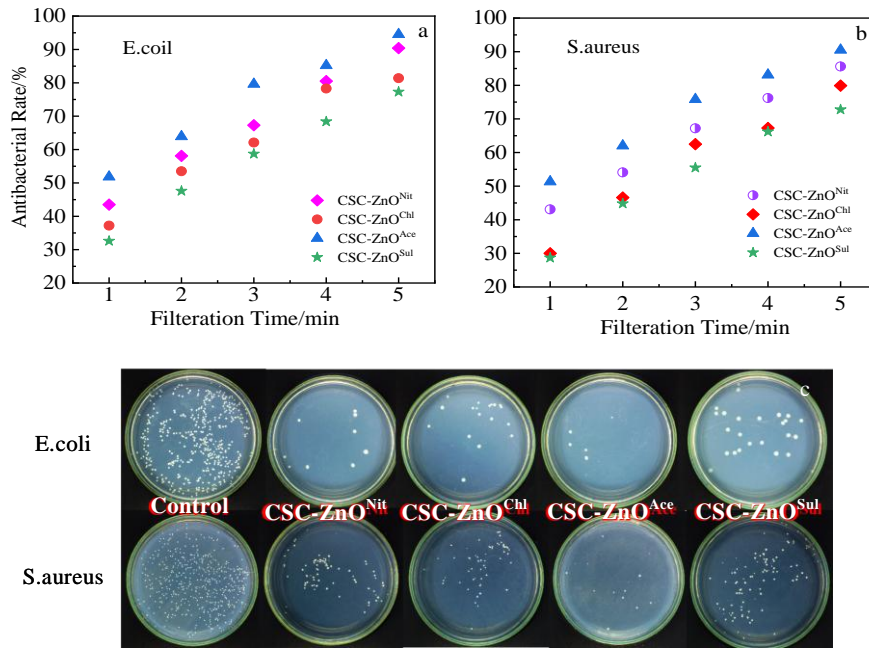 a
E.coil
Antibacterial Rate/%
100
90
80
70
60
50
40
30
20
CSC-ZnO^Nit
CSC-ZnO^Chl
CSC-ZnO^Ace
CSC-ZnO^Sul
1 2 3 4 5
Filteration Time/min
b
S.aureus
100
90
80
70
60
50
40
30
20
CSC-ZnO^Nit
CSC-ZnO^Chl
CSC-ZnO^Ace
CSC-ZnO^Sul
1 2 3 4 5
Filteration Time/min
c
E.coli
Control CSC-ZnO^Nit CSC-ZnO^Chl CSC-ZnO^Ace CSC-ZnO^Sul
S.aureus